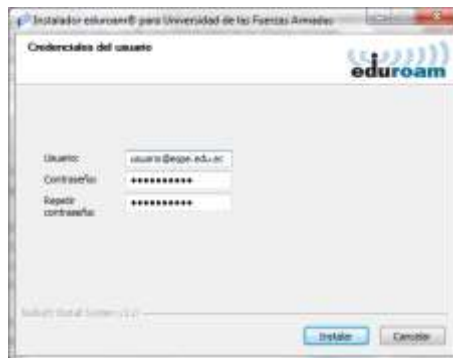 Instalador eduroam® para Universidad de las Fuerzas Armadas
Credenciales del usuario
eduroam
Usuario:
usuario@espe.edu.ec
Contraseña:
••••••••••
Repetir
contraseña:
••••••••••
Instalar
Cancelar